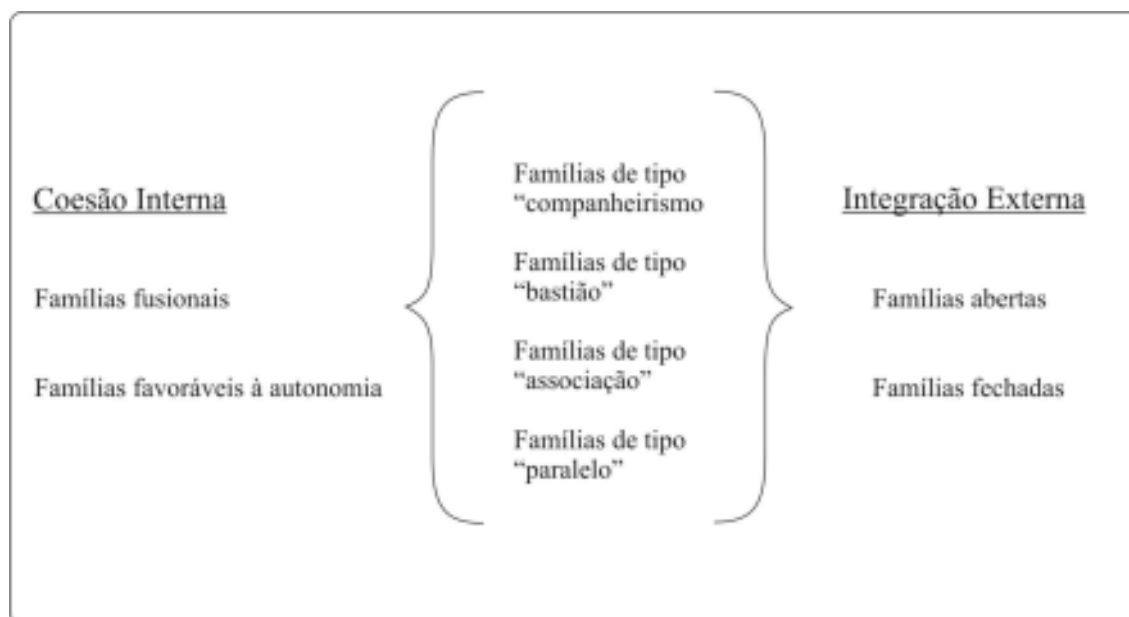 Coesão Interna
Famílias fusionais
Famílias favoráveis à autonomia
Famílias de tipo
“companheirismo
Famílias de tipo
“bastião”
Famílias de tipo
“associação”
Famílias de tipo
“paralelo”
Integração Externa
Famílias abertas
Famílias fechadas